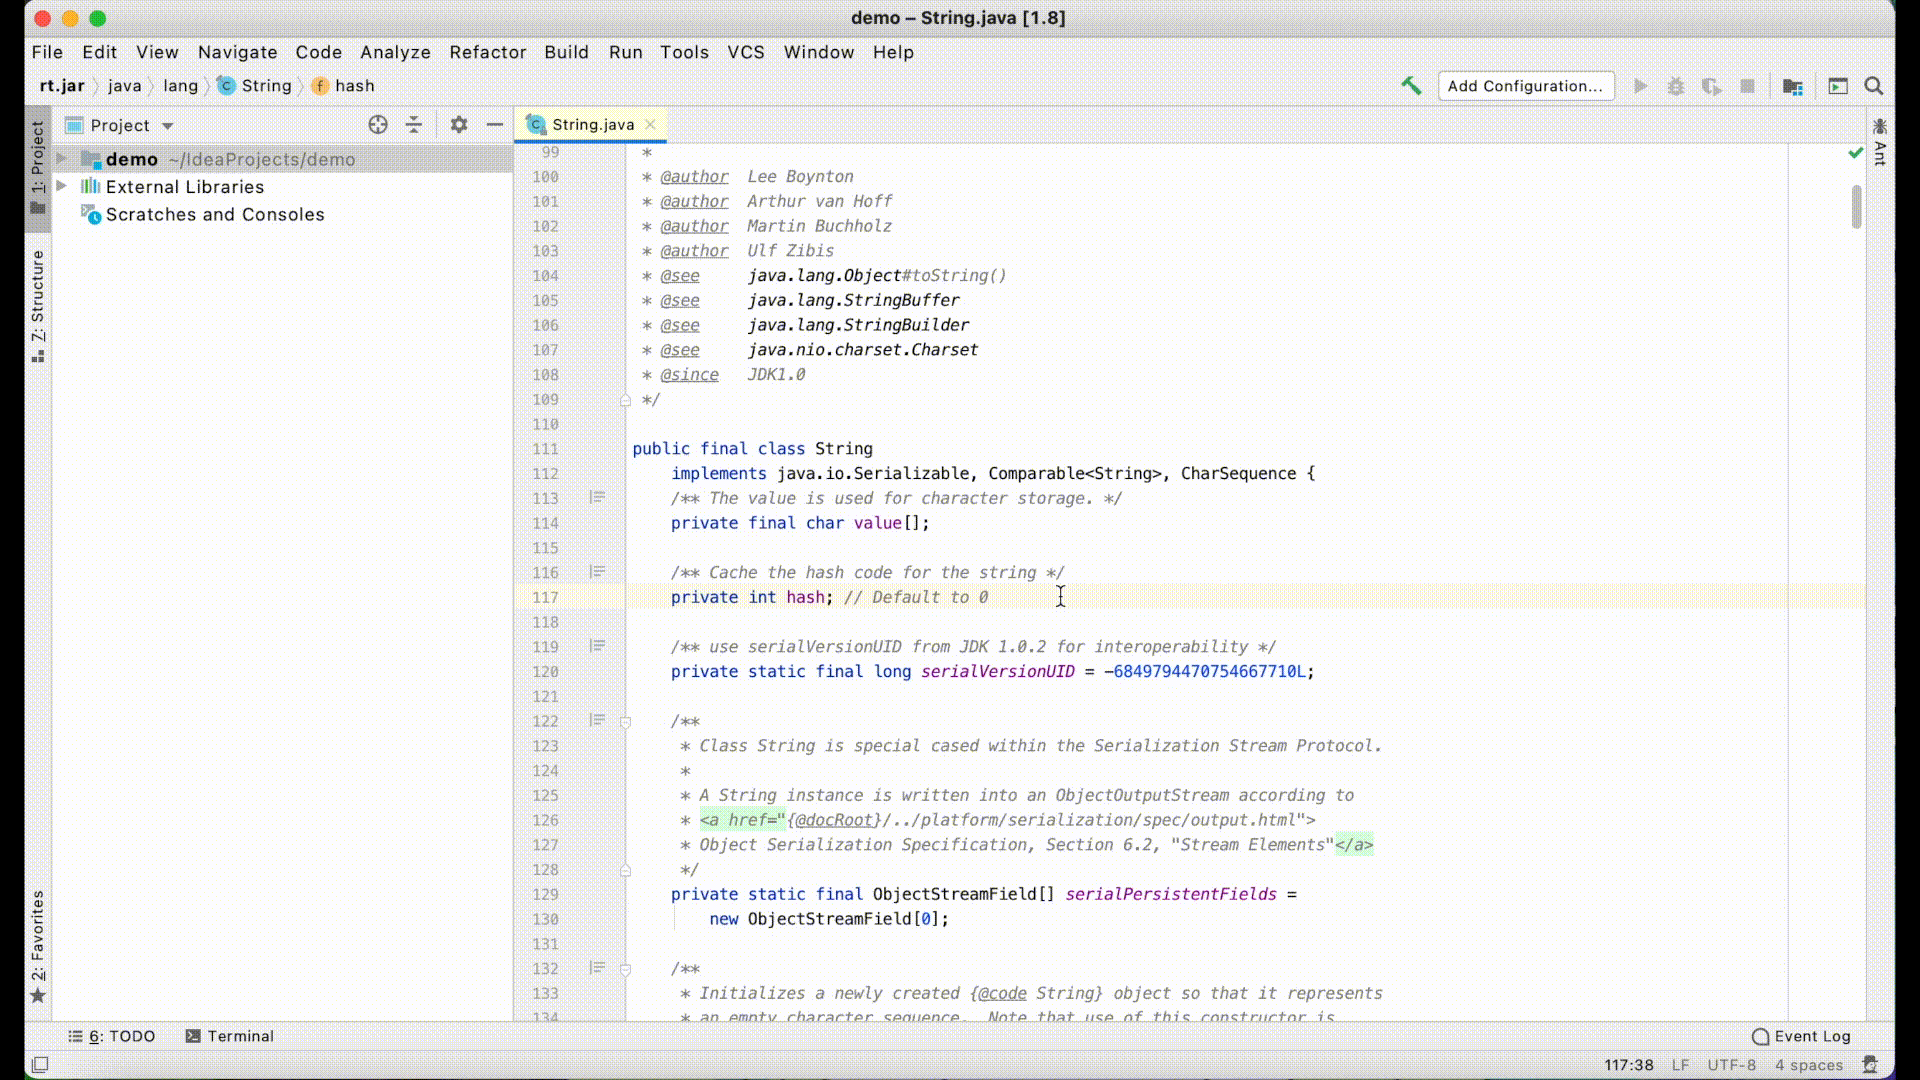 demo – String.java [1.8]
File Edit View Navigate Code Analyze Refactor Build Run Tools VCS Window Help
rt.jar java lang String hash
Add Configuration...
1: Project
7: Structure
2: Favorites
Project
demo ~/IdeaProjects/demo
External Libraries
Scratches and Consoles
String.java
99 *
100 * @author Lee Boynton
101 * @author Arthur van Hoff
102 * @author Martin Buchholz
103 * @author Ulf Zibis
104 * @see java.lang.Object#toString()
105 * @see java.lang.StringBuffer
106 * @see java.lang.StringBuilder
107 * @see java.nio.charset.Charset
108 * @since JDK1.0
109 */
110
111 public final class String
112 implements java.io.Serializable, Comparable<String>, CharSequence {
113 /** The value is used for character storage. */
114 private final char value[];
115
116 /** Cache the hash code for the string */
117 private int hash; // Default to 0
118
119 /** use serialVersionUID from JDK 1.0.2 for interoperability */
120 private static final long serialVersionUID = -6849794470754667710L;
121
122 /**
123 * Class String is special cased within the Serialization Stream Protocol.
124 *
125 * A String instance is written into an ObjectOutputStream according to
126 * <a href="{@docRoot}/../platform/serialization/spec/output.html">
127 * Object Serialization Specification, Section 6.2, "Stream Elements"</a>
128 */
129 private static final ObjectStreamField[] serialPersistentFields =
130 new ObjectStreamField[0];
131
132 /**
133 * Initializes a newly created {@code String} object so that it represents
134 * an empty character sequence. Note that use of this constructor is
Ant
6: TODO Terminal
Event Log
117:38 LF UTF-8 4 spaces